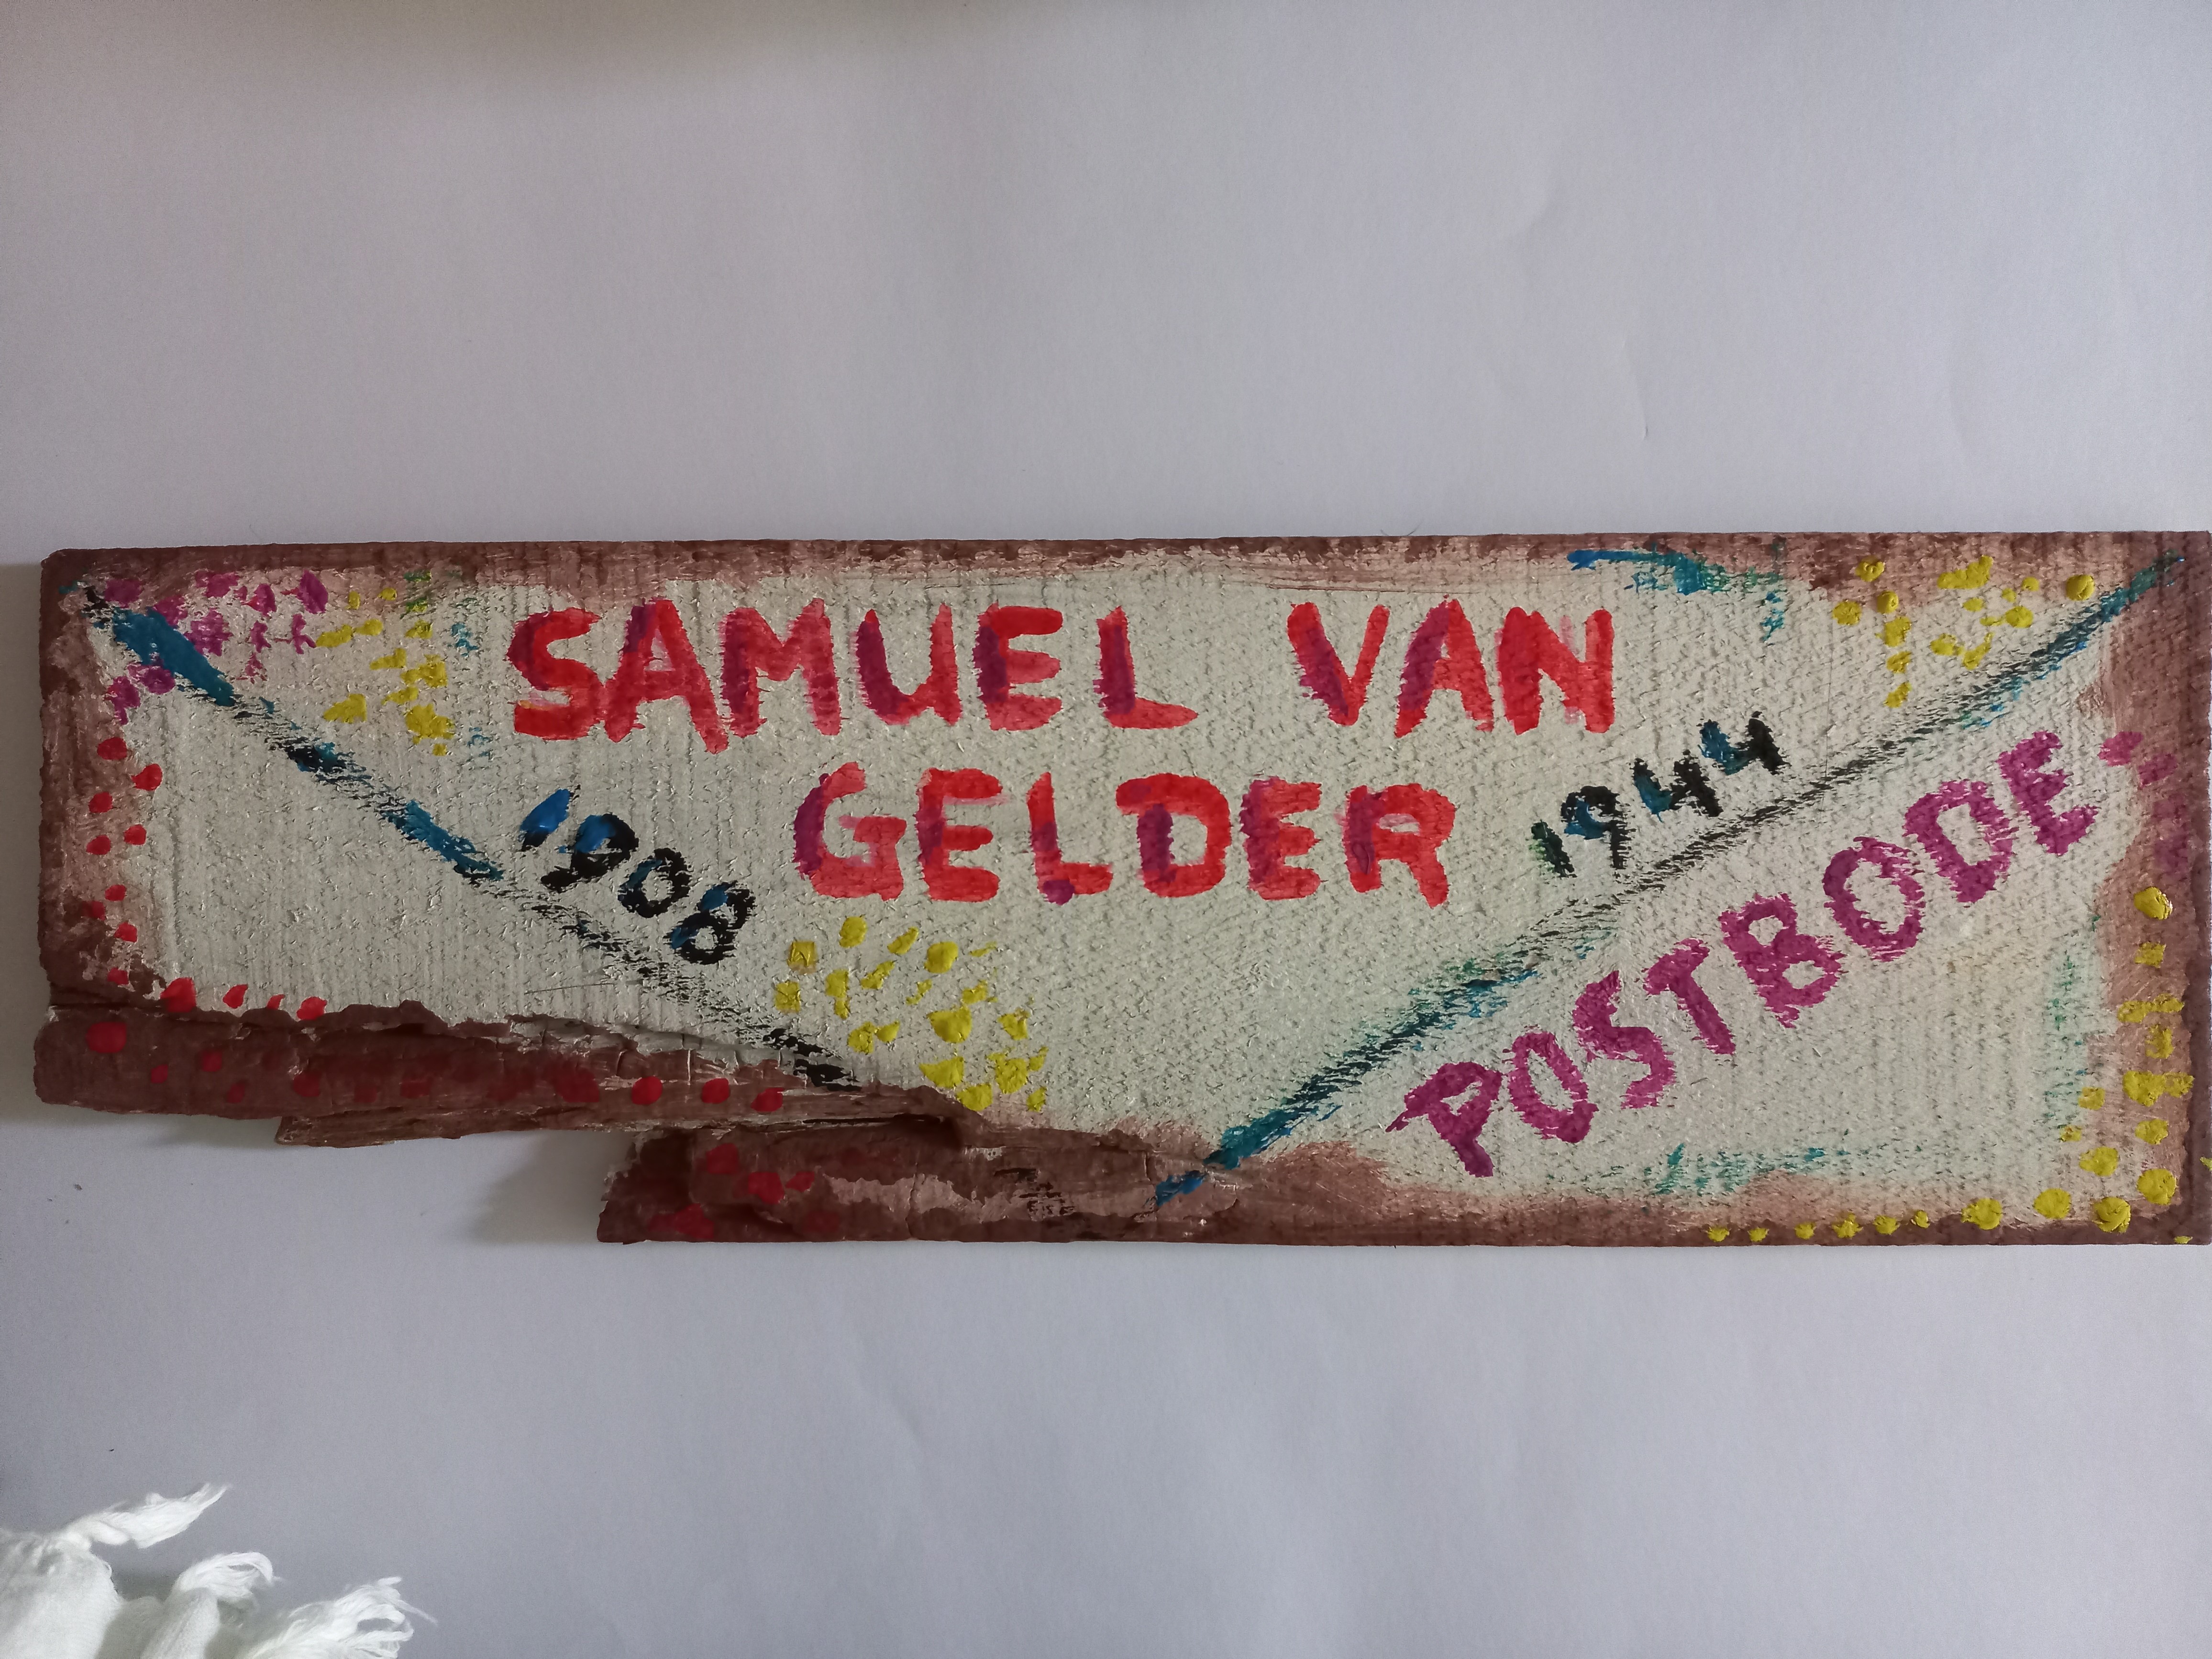 SAMUEL VAN
GELDER
1908
1944
POSTBODE